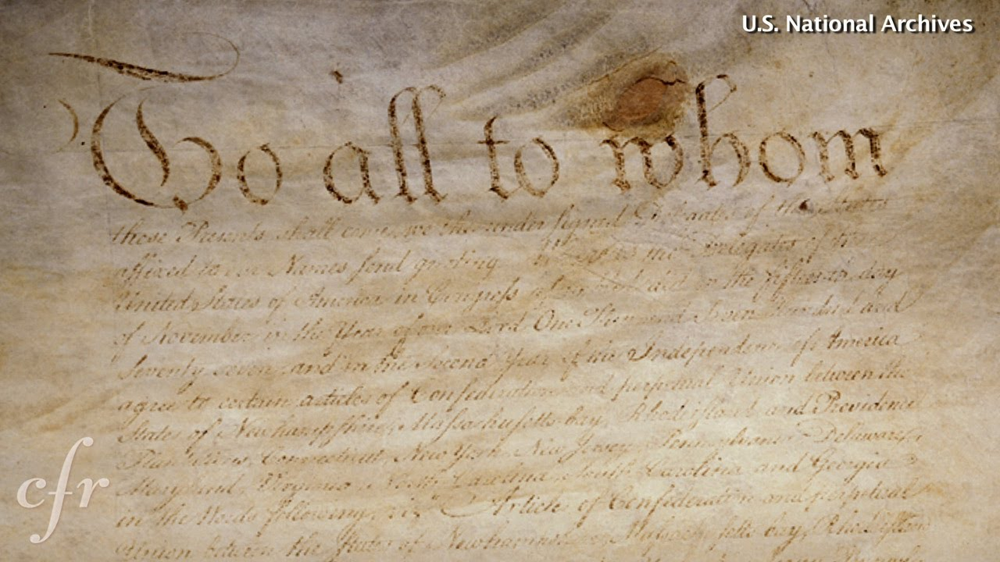 U.S. National Archives
To all to whom
these Presents shall come, we the under signed Delegates of the States
affixed to our Names send greeting the Delegates of the
United States of America in Congress on the fifteenth day
of November in the Year of our Lord One Thousand Seven Hundred and
Seventy seven and in the Second Year of the Independence of America
agree to certain articles of Confederation and perpetual Union between the
States of Newhampshire, Massachusetts-bay, Rhodeisland and Providence
Plantations, Connecticut, New York, New Jersey, Pennsylvania, Delaware,
Maryland, Virginia, North-Carolina, South-Carolina and Georgia
in the Words following, viz. Articles of Confederation and perpetual
Union between the States of Newhampshire, Massachusetts-bay, Rhodeisland
cfr